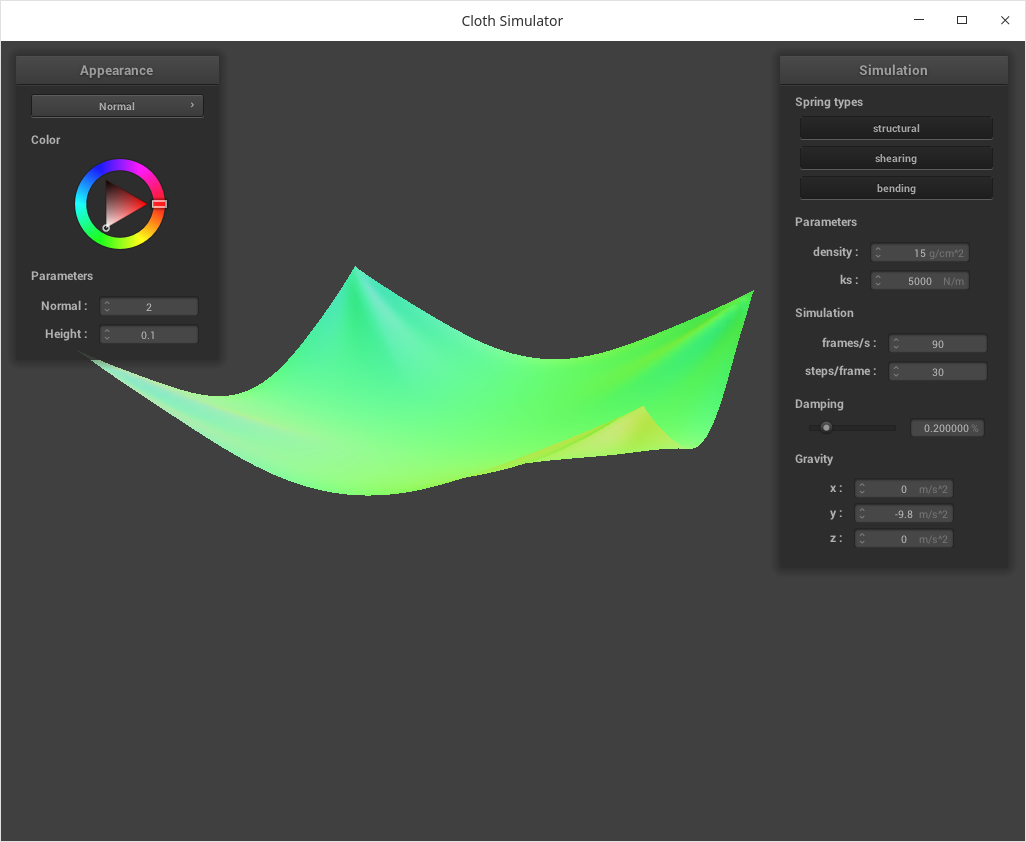 Cloth Simulator
Appearance
Normal
Color
Parameters
Normal : 2
Height : 0.1
Simulation
Spring types
structural
shearing
bending
Parameters
density : 15 g/cm^2
ks : 5000 N/m
Simulation
frames/s : 90
steps/frame : 30
Damping
0.200000 %
Gravity
x : 0 m/s^2
y : -9.8 m/s^2
z : 0 m/s^2